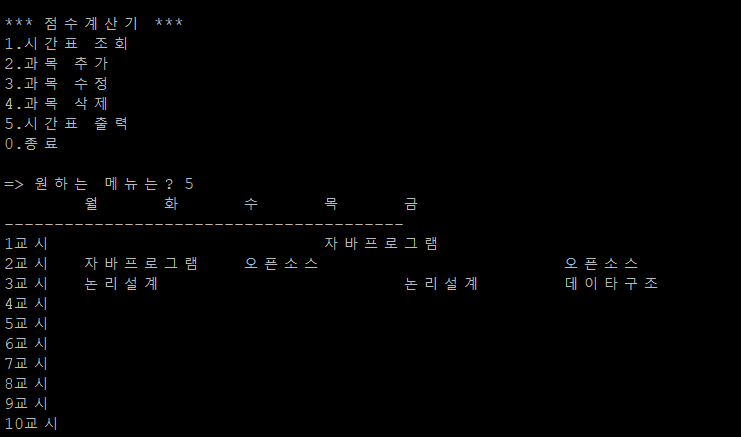 *** 점수계산기 ***
1.시간표 조회
2.과목 추가
3.과목 수정
4.과목 삭제
5.시간표 출력
0.종료
=> 원하는 메뉴는? 5
월 화 수 목 금
----------------------------------------
1교시 자바프로그램
2교시 자바프로그램 오픈소스 오픈소스
3교시 논리설계 논리설계 데이타구조
4교시
5교시
6교시
7교시
8교시
9교시
10교시